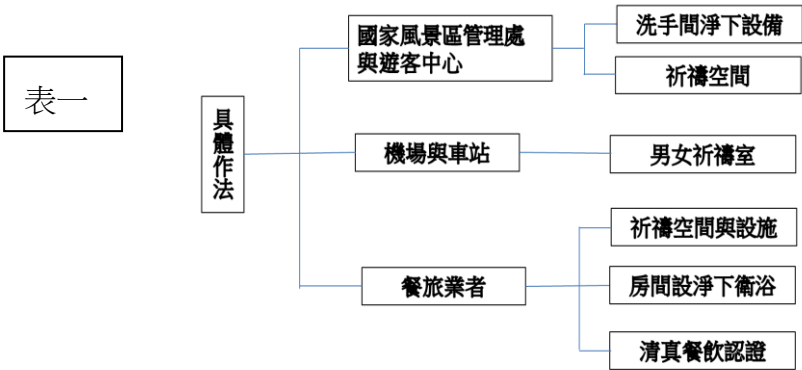 表一
具體作法
國家風景區管理處
與遊客中心
洗手間淨下設備
祈禱空間
機場與車站
男女祈禱室
餐旅業者
祈禱空間與設施
房間設淨下衛浴
清真餐飲認證